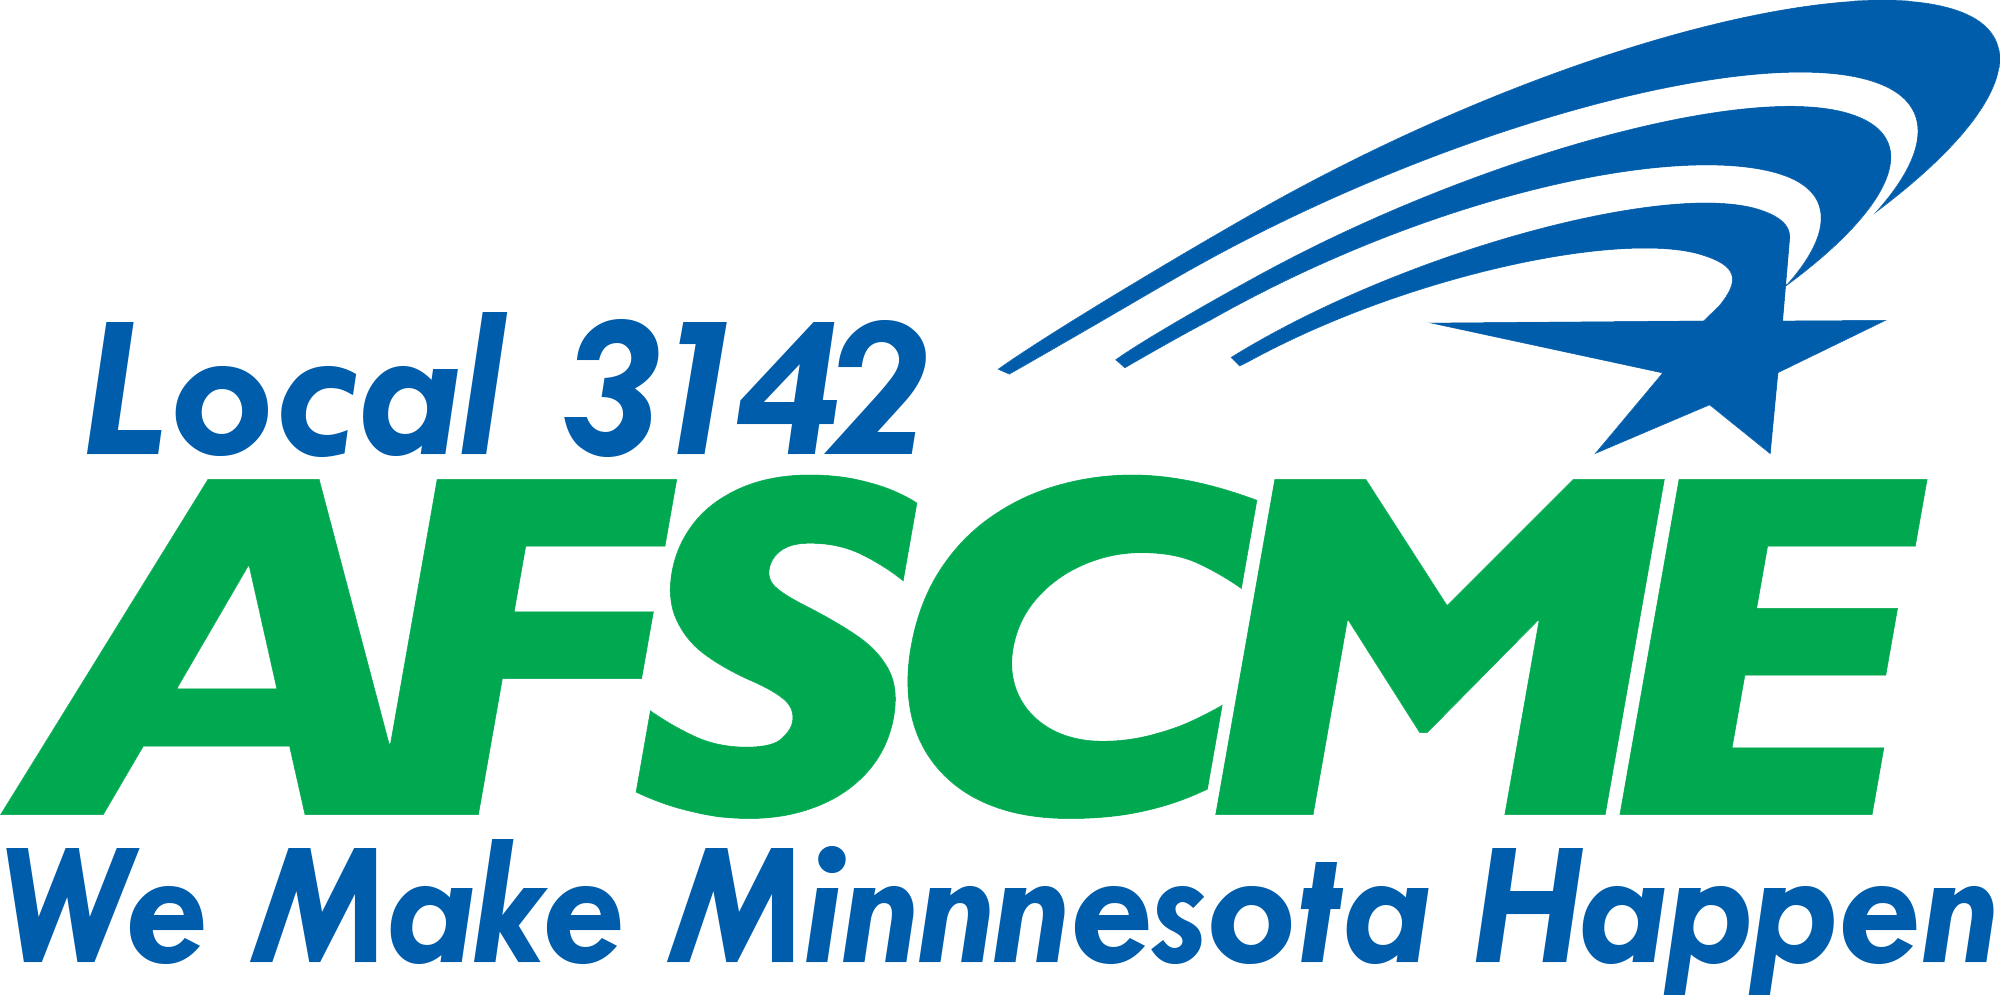 Local 3142
AFSCME
We Make Minnnesota Happen